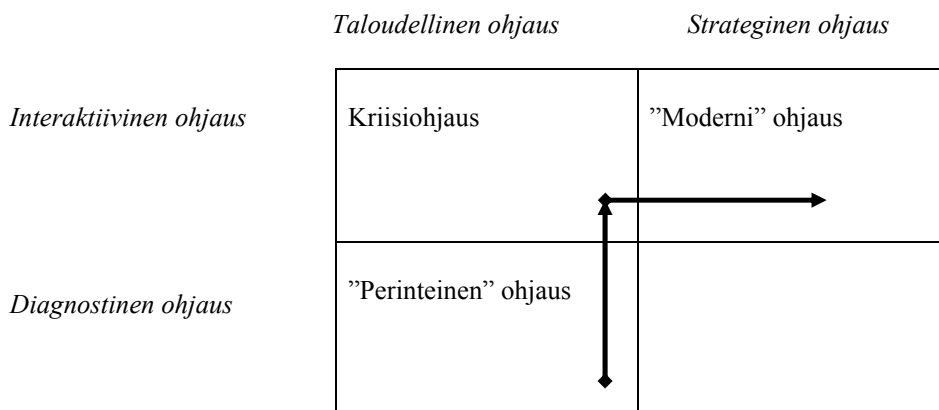 Taloudellinen ohjaus Strateginen ohjaus
Interaktiivinen ohjaus Kriisiohjaus ”Moderni” ohjaus
”Perinteinen” ohjaus
Diagnostinen ohjaus